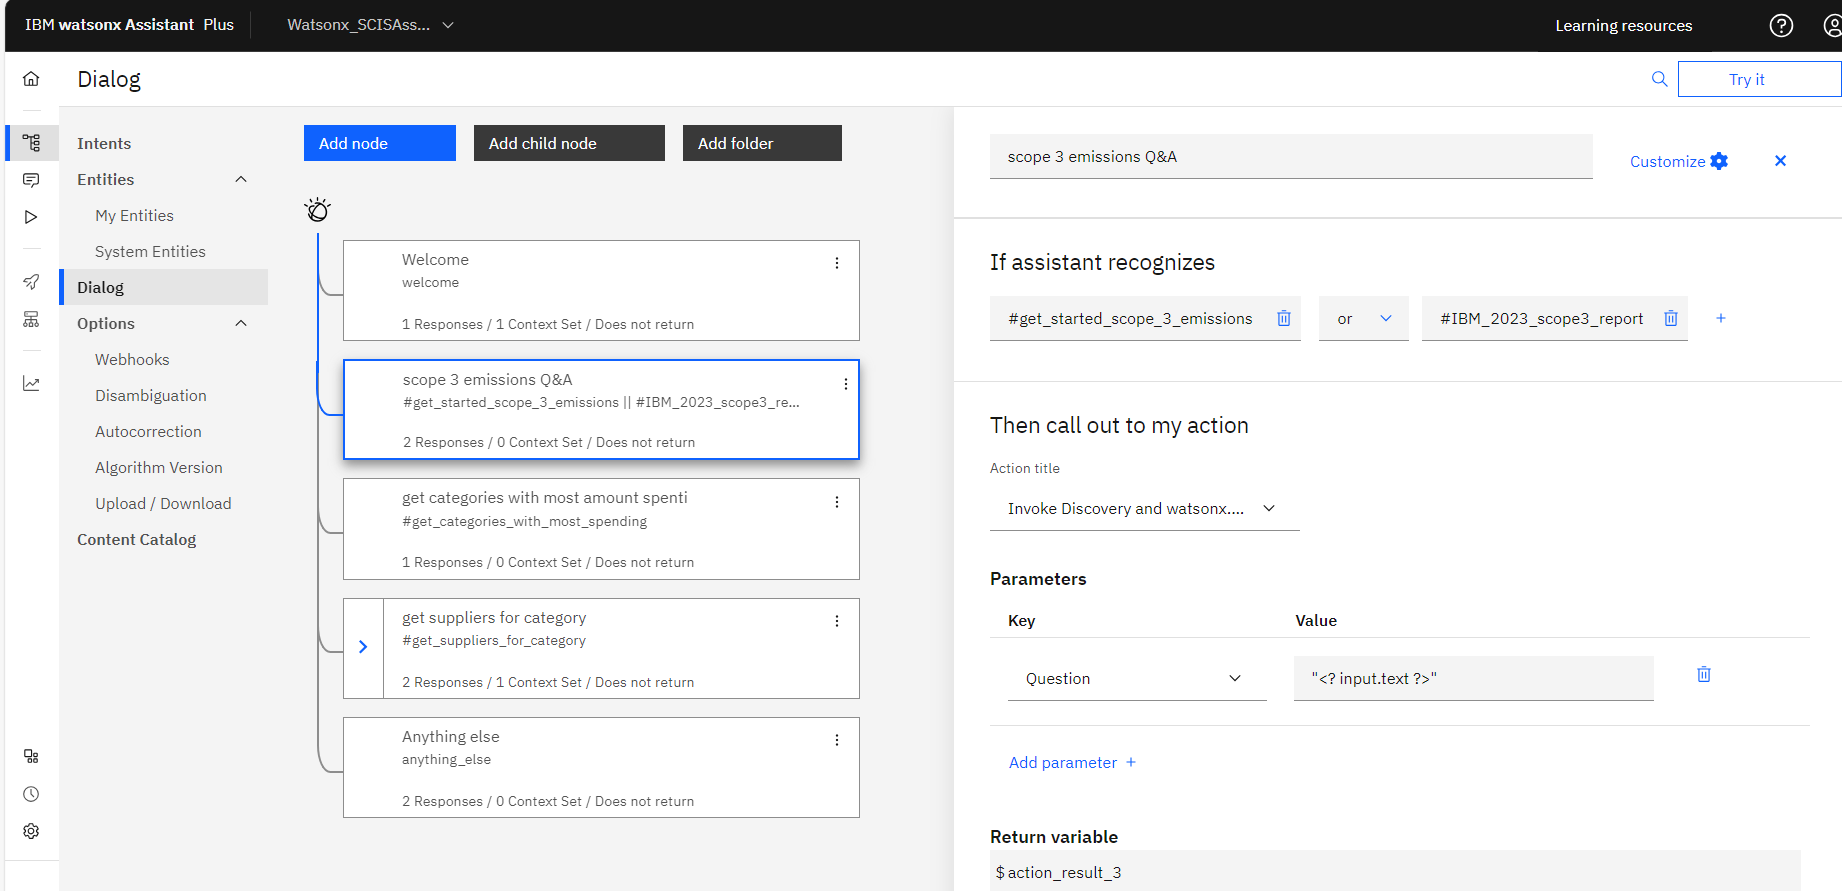 IBM watsonx Assistant Plus
Watsonx_SCISAss...
Learning resources
Dialog
Try it
Intents
Entities
My Entities
System Entities
Dialog
Options
Webhooks
Disambiguation
Autocorrection
Algorithm Version
Upload / Download
Content Catalog
Add node
Add child node
Add folder
Welcome
welcome
1 Responses / 1 Context Set / Does not return
scope 3 emissions Q&A
#get_started_scope_3_emissions || #IBM_2023_scope3_re...
2 Responses / 0 Context Set / Does not return
get categories with most amount spenti
#get_categories_with_most_spending
1 Responses / 0 Context Set / Does not return
get suppliers for category
#get_suppliers_for_category
2 Responses / 1 Context Set / Does not return
Anything else
anything_else
2 Responses / 0 Context Set / Does not return
scope 3 emissions Q&A
Customize
If assistant recognizes
#get_started_scope_3_emissions
or
#IBM_2023_scope3_report
Then call out to my action
Action title
Invoke Discovery and watsonx....
Parameters
Key
Value
Question
"<? input.text ?>"
Add parameter +
Return variable
$ action_result_3